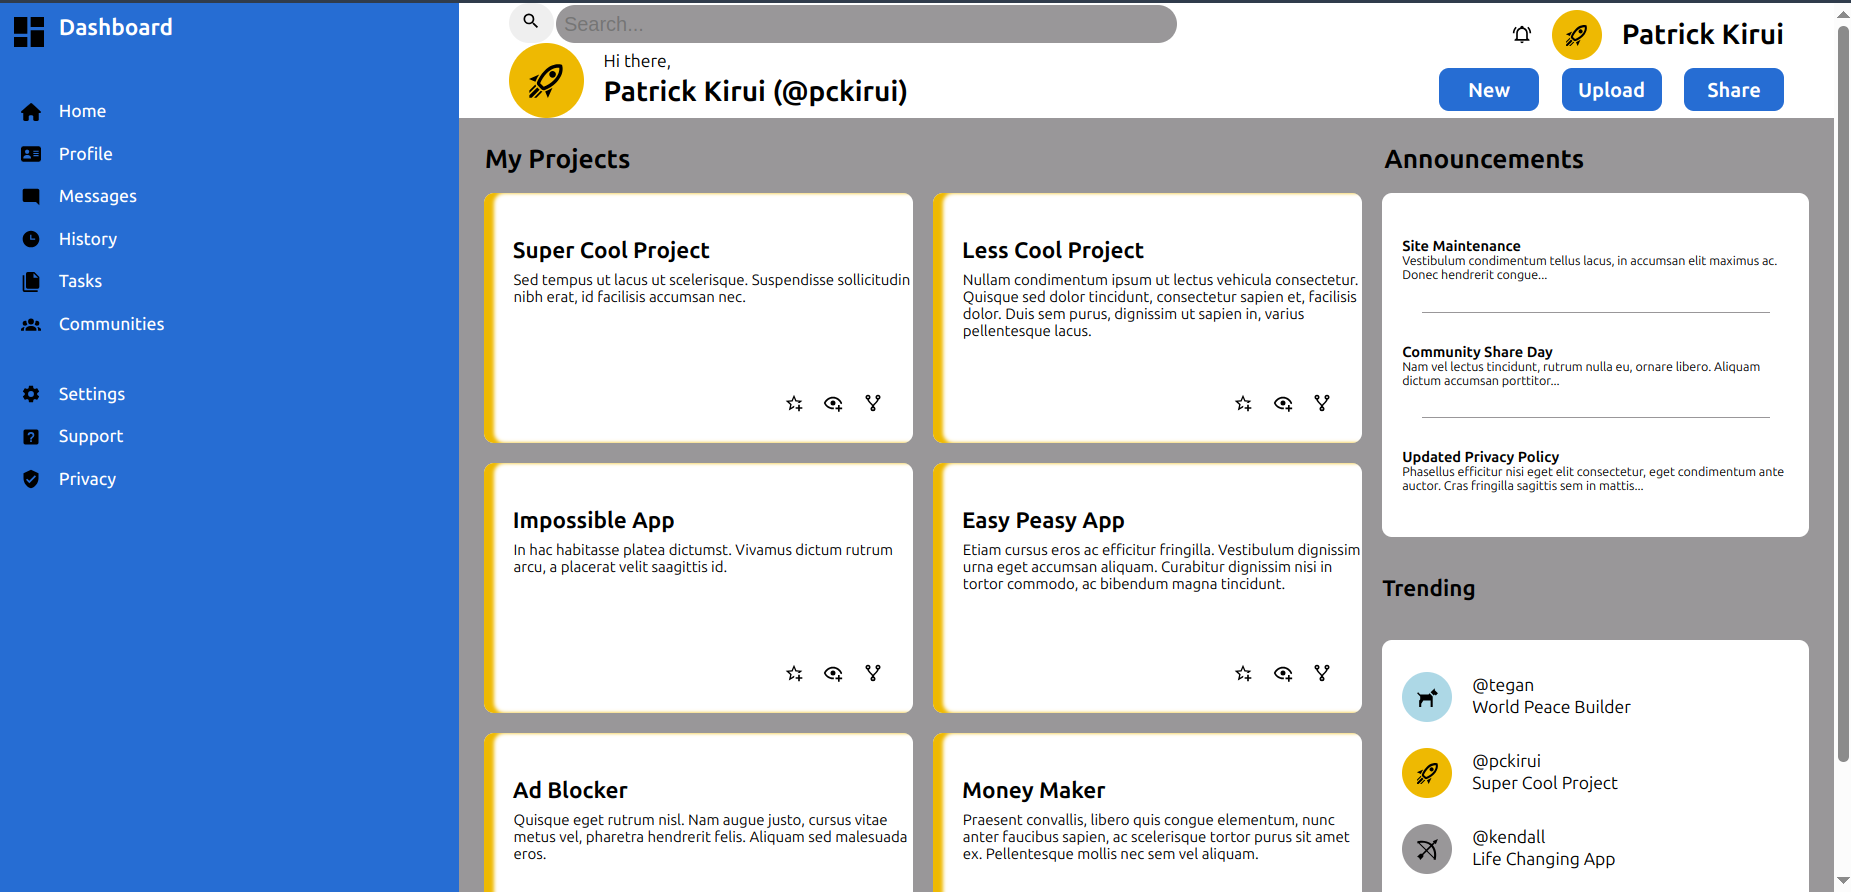 Dashboard
Home
Profile
Messages
History
Tasks
Communities
Settings
Support
Privacy
Search...
Hi there,
Patrick Kirui (@pckirui)
Patrick Kirui
New
Upload
Share
My Projects
Super Cool Project
Sed tempus ut lacus ut scelerisque. Suspendisse sollicitudin
nibh erat, id facilisis accumsan nec.
Less Cool Project
Nullam condimentum ipsum ut lectus vehicula consectetur.
Quisque sed dolor tincidunt, consectetur sapien et, facilisis
dolor. Duis sem purus, dignissim ut sapien in, varius
pellentesque lacus.
Impossible App
In hac habitasse platea dictumst. Vivamus dictum rutrum
arcu, a placerat velit saagittis id.
Easy Peasy App
Etiam cursus eros ac efficitur fringilla. Vestibulum dignissim
urna eget accumsan aliquam. Curabitur dignissim nisi in
tortor commodo, ac bibendum magna tincidunt.
Ad Blocker
Quisque eget rutrum nisl. Nam augue justo, cursus vitae
metus vel, pharetra hendrerit felis. Aliquam sed malesuada
eros.
Money Maker
Praesent convallis, libero quis congue elementum, nunc
anter faucibus sapien, ac scelerisque tortor purus sit amet
ex. Pellentesque mollis nec sem vel aliquam.
Announcements
Site Maintenance
Vestibulum condimentum tellus lacus, in accumsan elit maximus ac.
Donec hendrerit congue...
Community Share Day
Nam vel lectus tincidunt, rutrum nulla eu, ornare libero. Aliquam
dictum accumsan porttitor...
Updated Privacy Policy
Phasellus efficitur nisi eget elit consectetur, eget condimentum ante
auctor. Cras fringilla sagittis sem in mattis...
Trending
@tegan
World Peace Builder
@pckirui
Super Cool Project
@kendall
Life Changing App